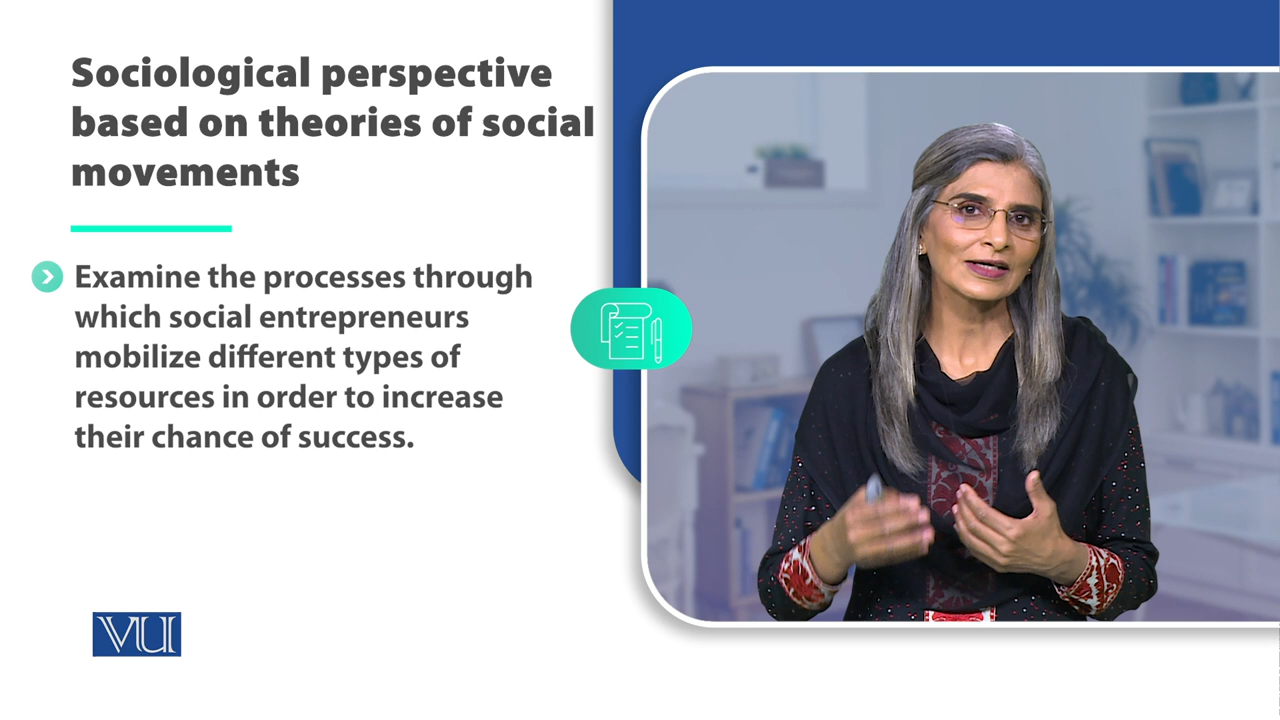 Sociological perspective
based on theories of social
movements
Examine the processes through
which social entrepreneurs
mobilize different types of
resources in order to increase
their chance of success.
VU